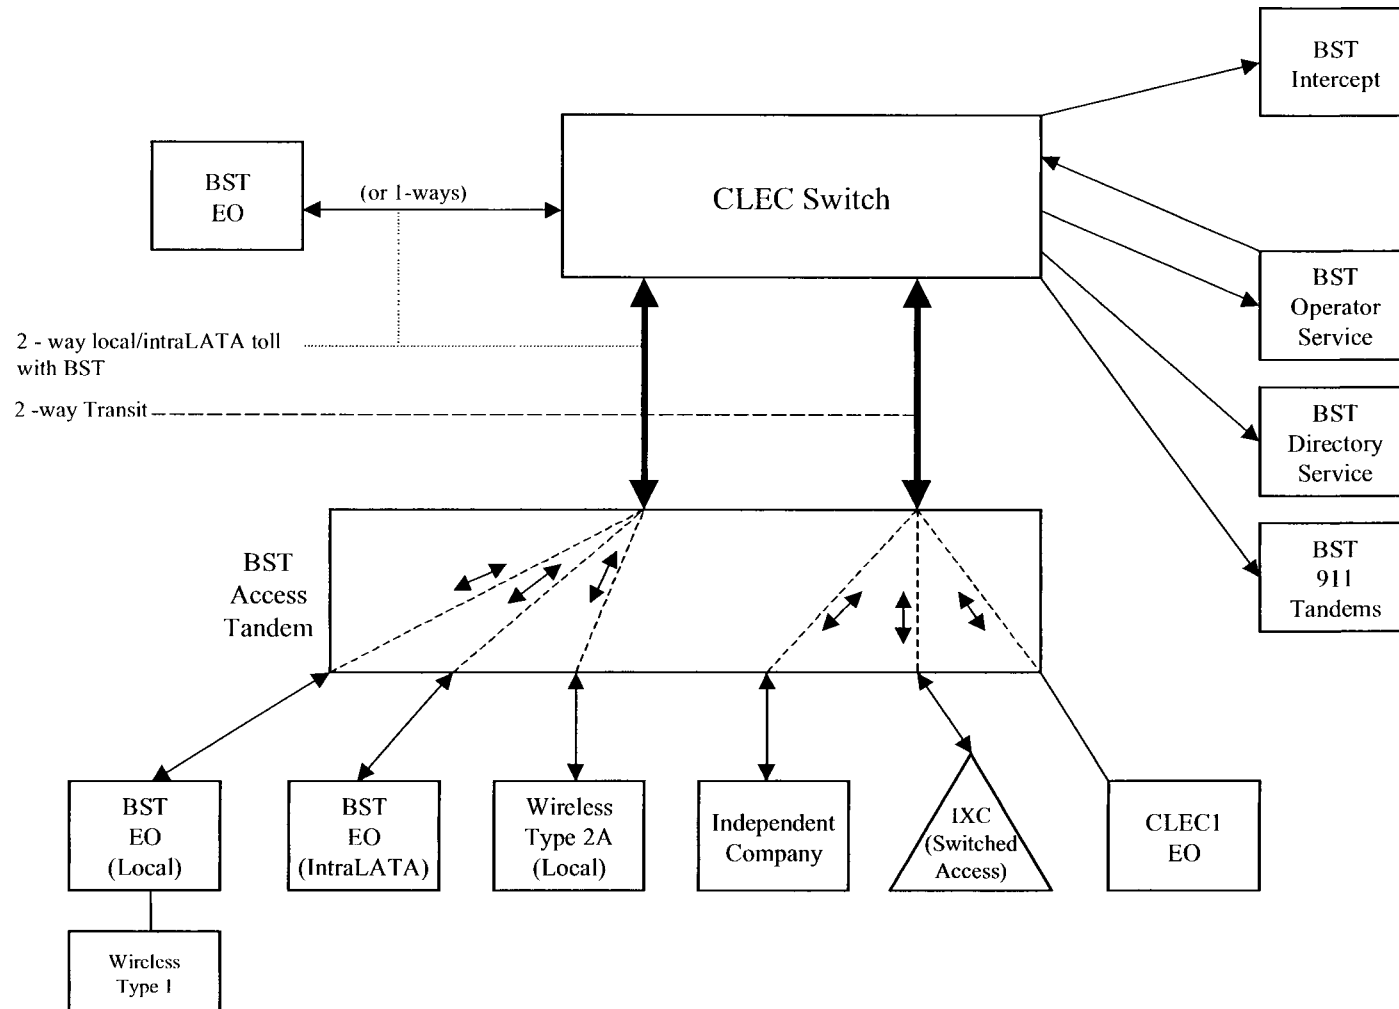 BST
Intercept
BST
EO
(or 1-ways)
CLEC Switch
BST
Operator
Service
2 - way local/intraLATA toll
with BST
2 -way Transit
BST
Directory
Service
BST
Access
Tandem
BST
911
Tandems
BST
EO
(Local)
BST
EO
(IntraLATA)
Wireless
Type 2A
(Local)
Independent
Company
IXC
(Switched
Access)
CLEC1
EO
Wireless
Type 1